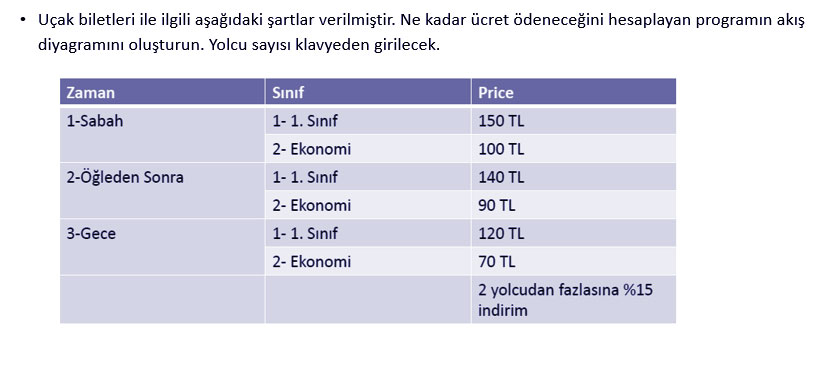 • Uçak biletleri ile ilgili aşağıdaki şartlar verilmiştir. Ne kadar ücret ödeneceğini hesaplayan programın akış
diyagramını oluşturun. Yolcu sayısı klavyeden girilecek.
Zaman Sınıf Price
1-Sabah 1- 1. Sınıf 150 TL
2- Ekonomi 100 TL
2-Öğleden Sonra 1- 1. Sınıf 140 TL
2- Ekonomi 90 TL
3-Gece 1- 1. Sınıf 120 TL
2- Ekonomi 70 TL
2 yolcudan fazlasına %15
indirim